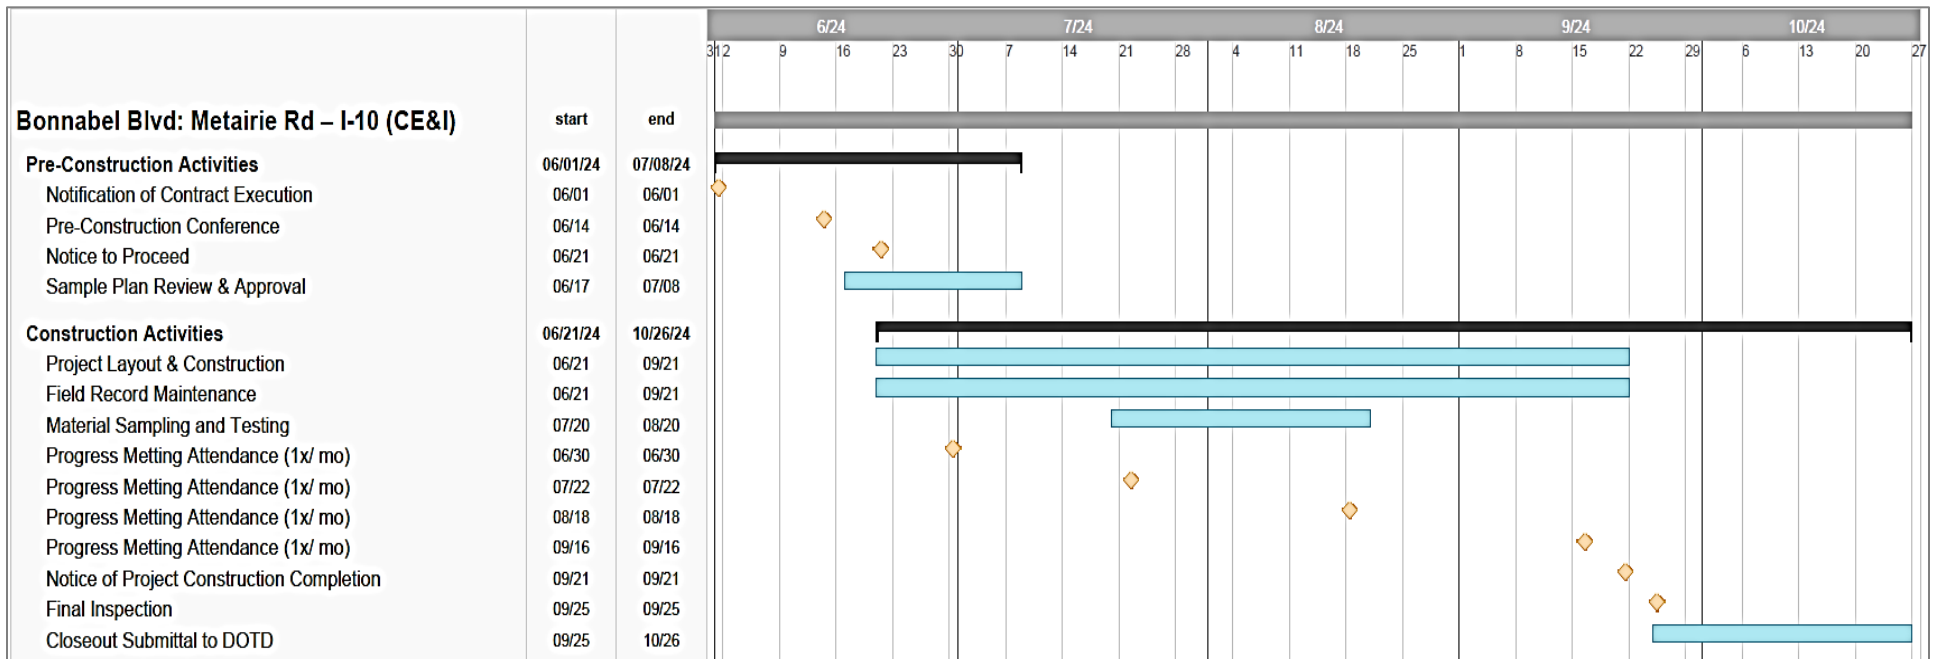 6/24 7/24 8/24 9/24 10/24
31 2 9 16 23 30 7 14 21 28 4 11 18 25 1 8 15 22 29 6 13 20 27
Bonnabel Blvd: Metairie Rd – I-10 (CE&I) start end
Pre-Construction Activities 06/01/24 07/08/24
Notification of Contract Execution 06/01 06/01
Pre-Construction Conference 06/14 06/14
Notice to Proceed 06/21 06/21
Sample Plan Review & Approval 06/17 07/08
Construction Activities 06/21/24 10/26/24
Project Layout & Construction 06/21 09/21
Field Record Maintenance 06/21 09/21
Material Sampling and Testing 07/20 08/20
Progress Metting Attendance (1x/ mo) 06/30 06/30
Progress Metting Attendance (1x/ mo) 07/22 07/22
Progress Metting Attendance (1x/ mo) 08/18 08/18
Progress Metting Attendance (1x/ mo) 09/16 09/16
Notice of Project Construction Completion 09/21 09/21
Final Inspection 09/25 09/25
Closeout Submittal to DOTD 09/25 10/26